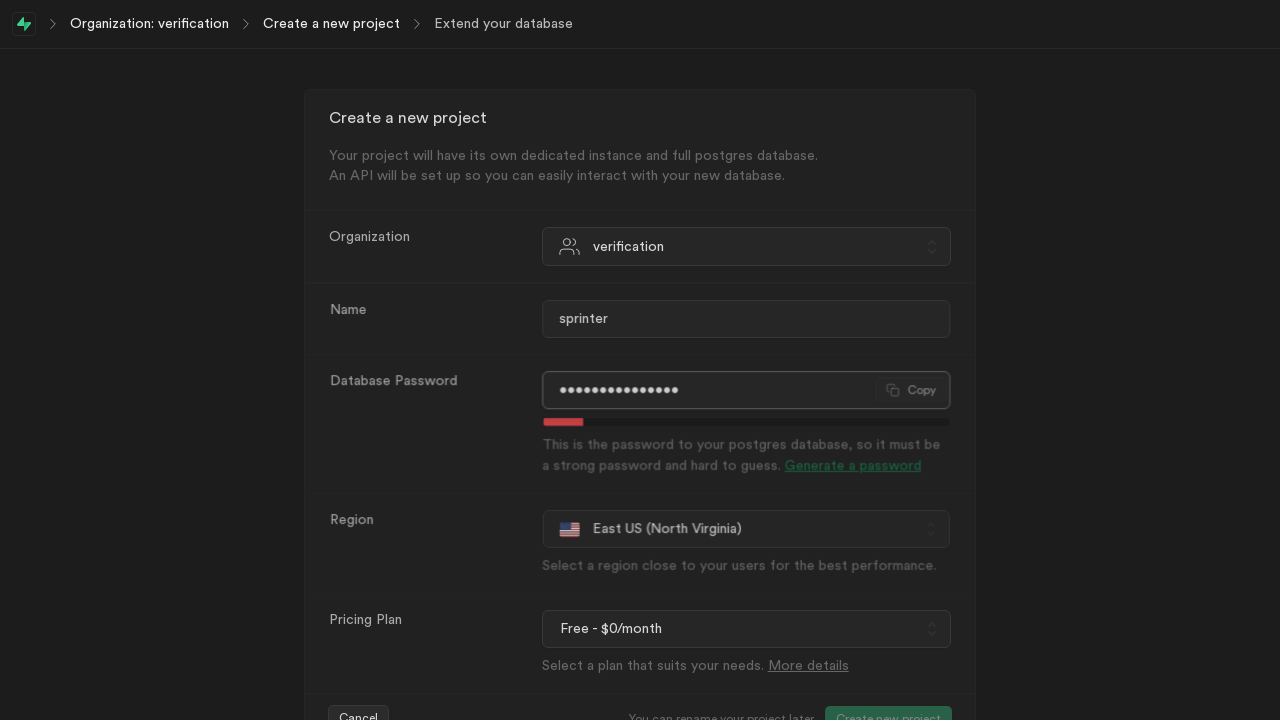 Organization: verification Create a new project Extend your database
Create a new project
Your project will have its own dedicated instance and full postgres database.
An API will be set up so you can easily interact with your new database.
Organization verification
Name sprinter
Database Password ••••••••••••••• Copy
This is the password to your postgres database, so it must be
a strong password and hard to guess. Generate a password
Region East US (North Virginia)
Select a region close to your users for the best performance.
Pricing Plan Free - $0/month
Select a plan that suits your needs. More details
Cancel You can rename your project later Create new project